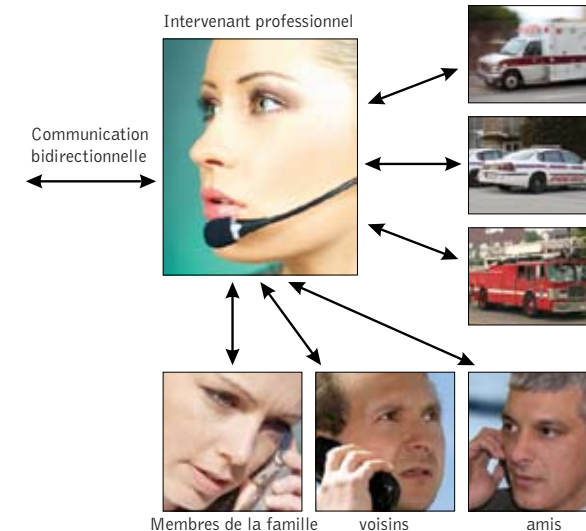 Intervenant professionnel
Communication
bidirectionnelle
Membres de la famille
voisins
amis